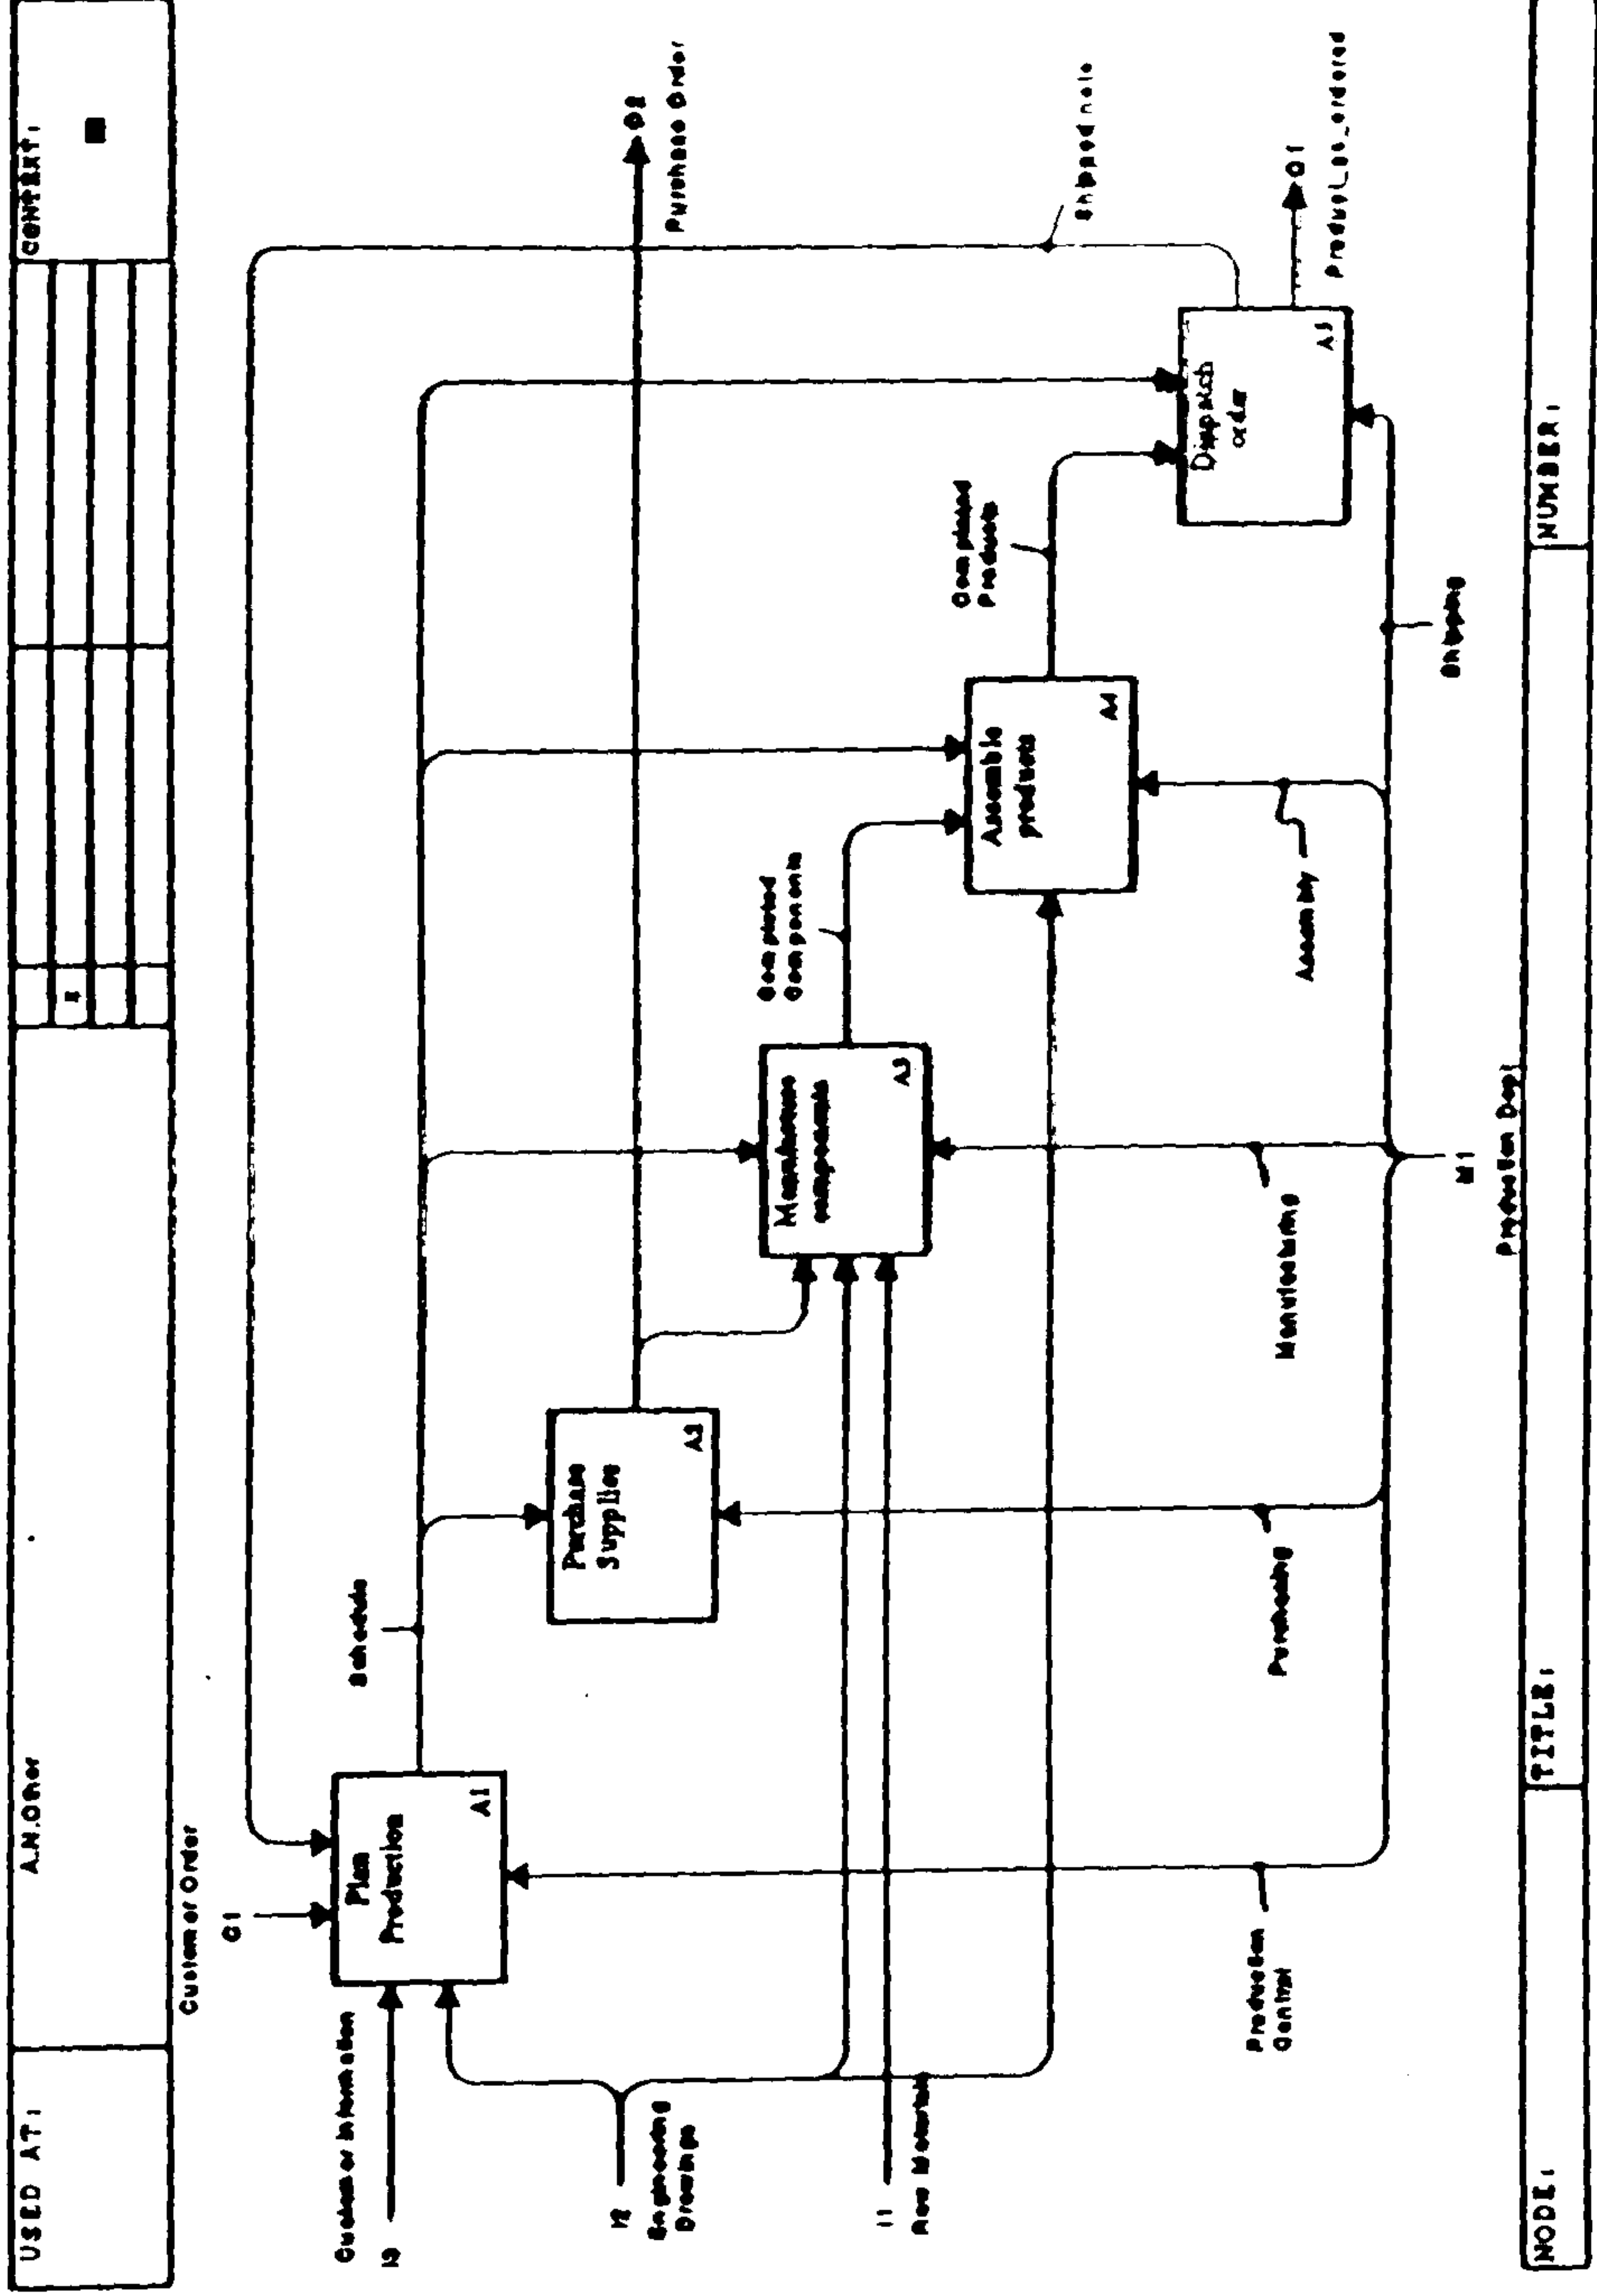 USED AT:
A.N.Other
x
CONTEXT:
Customer Order
C1
Customer Information
I3
Plan
Production
A1
Schedule
Purchase
Supplies
A2
O2
Purchase Order
I2
Engineering
Drawings
Manufacture
components
A3
Completed
Components
I1
Raw Materials
Assemble
products
A4
Completed
Products
Shipped note
Dispatch
order
A5
O1
Product_as_ordered
Production
Control
Purchasing
Assembly
Shipping
M1
Production Dept
NODE:
TITLE:
NUMBER: